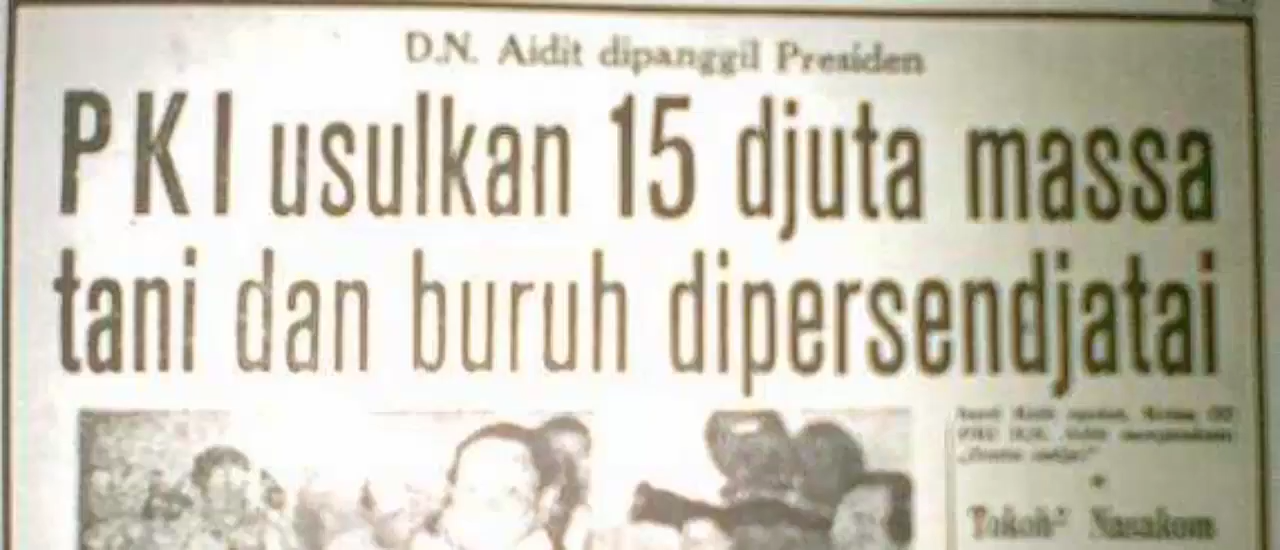 D.N. Aidit dipanggil Presiden
PKI usulkan 15 djuta massa
tani dan buruh dipersendjatai
Tokoh² Nasakom